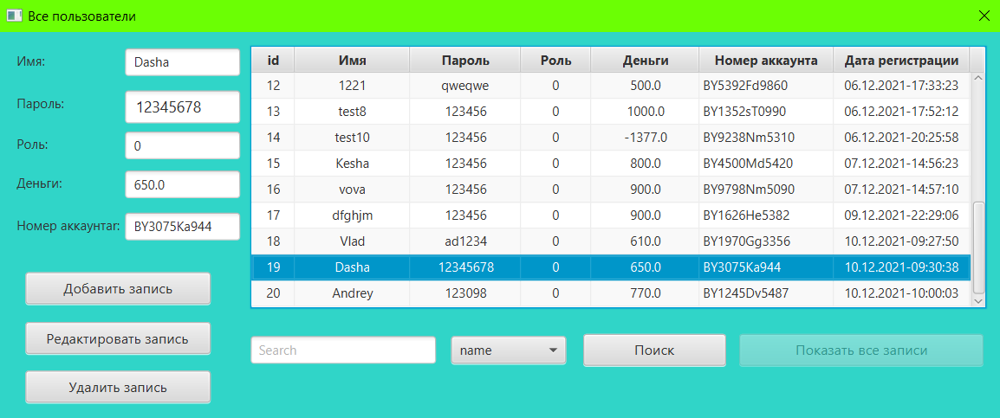 Все пользователи
Имя: Dasha
Пароль: 12345678
Роль: 0
Деньги: 650.0
Номер аккаунтаг: BY3075Ka944
Добавить запись
Редактировать запись
Удалить запись
id Имя Пароль Роль Деньги Номер аккаунта Дата регистрации
12 1221 qweqwe 0 500.0 BY5392Fd9860 06.12.2021-17:33:23
13 test8 123456 0 1000.0 BY1352sT0990 06.12.2021-17:52:12
14 test10 123456 0 -1377.0 BY9238Nm5310 06.12.2021-20:25:58
15 Kesha 123456 0 800.0 BY4500Md5420 07.12.2021-14:56:23
16 vova 123456 0 900.0 BY9798Nm5090 07.12.2021-14:57:10
17 dfghjm 123456 0 900.0 BY1626He5382 09.12.2021-22:29:06
18 Vlad ad1234 0 610.0 BY1970Gg3356 10.12.2021-09:27:50
19 Dasha 12345678 0 650.0 BY3075Ka944 10.12.2021-09:30:38
20 Andrey 123098 0 770.0 BY1245Dv5487 10.12.2021-10:00:03
Search name Поиск Показать все записи